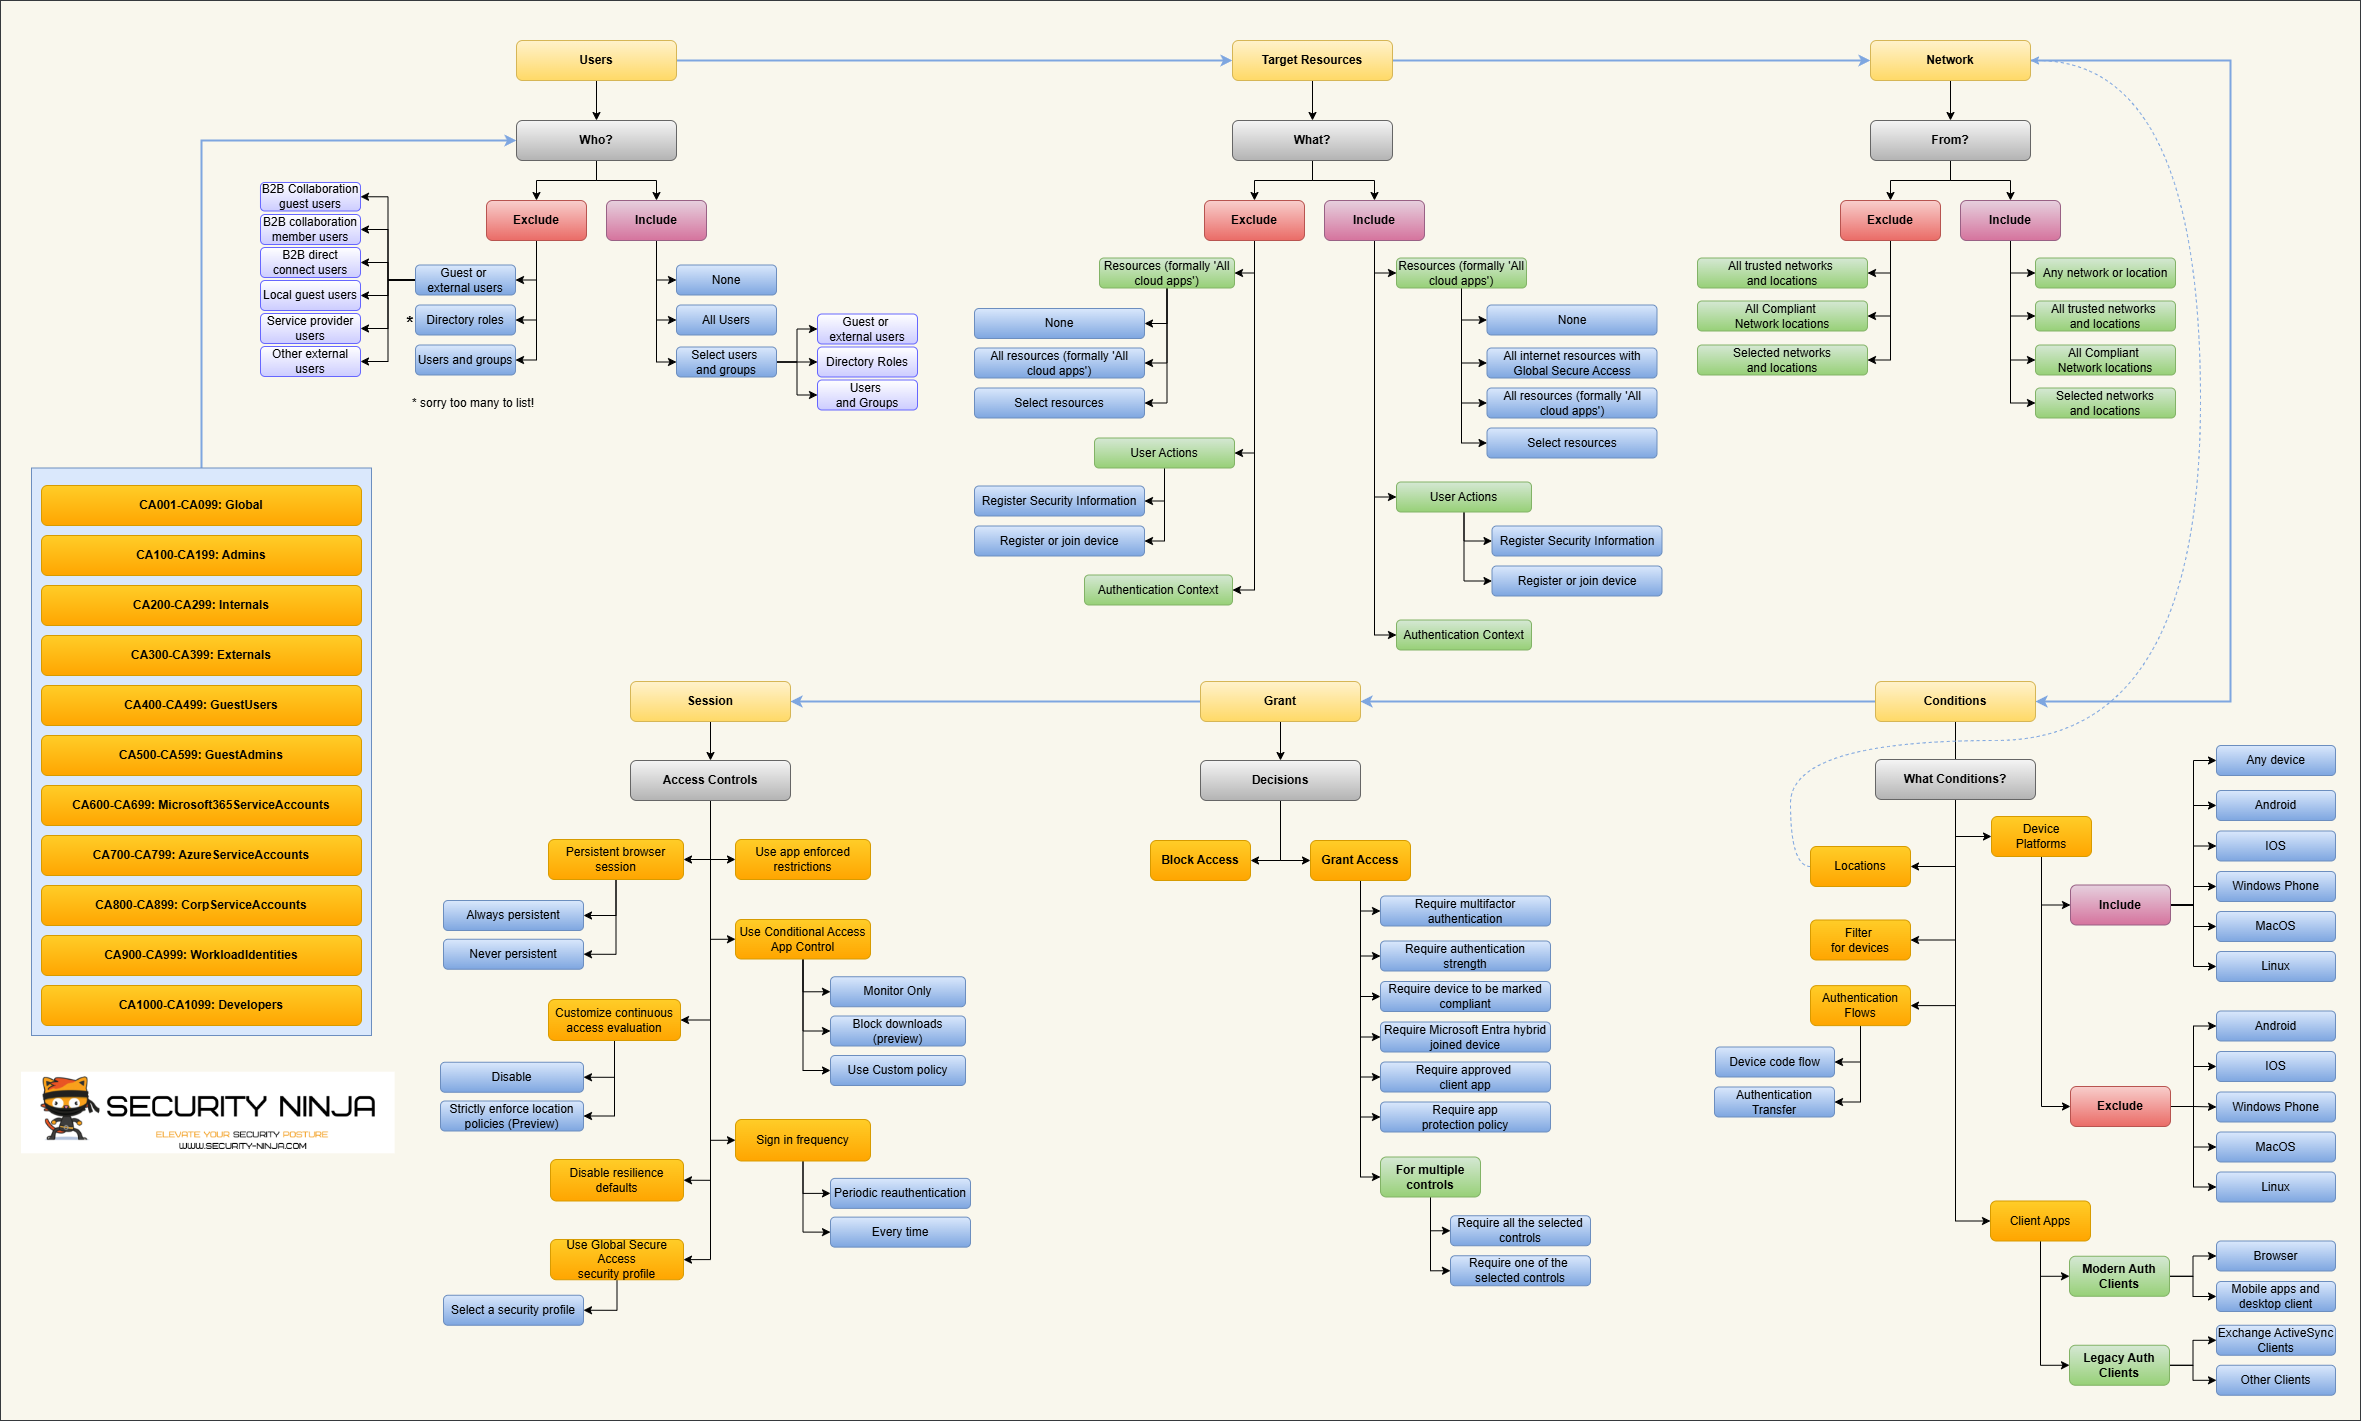 Users
Target Resources
Network
Who?
What?
From?
Exclude
Include
B2B Collaboration
guest users
B2B collaboration
member users
B2B direct
connect users
Local guest users
Service provider
users
Other external
users
Guest or
external users
*
Directory roles
Users and groups
* sorry too many to list!
None
All Users
Select users
and groups
Guest or
external users
Directory Roles
Users
and Groups
Exclude
Include
Resources (formally 'All
cloud apps')
None
All resources (formally 'All
cloud apps')
Select resources
User Actions
Register Security Information
Register or join device
Authentication Context
Resources (formally 'All
cloud apps')
None
All internet resources with
Global Secure Access
All resources (formally 'All
cloud apps')
Select resources
User Actions
Register Security Information
Register or join device
Authentication Context
Exclude
Include
All trusted networks
and locations
All Compliant
Network locations
Selected networks
and locations
Any network or location
All trusted networks
and locations
All Compliant
Network locations
Selected networks
and locations
CA001-CA099: Global
CA100-CA199: Admins
CA200-CA299: Internals
CA300-CA399: Externals
CA400-CA499: GuestUsers
CA500-CA599: GuestAdmins
CA600-CA699: Microsoft365ServiceAccounts
CA700-CA799: AzureServiceAccounts
CA800-CA899: CorpServiceAccounts
CA900-CA999: WorkloadIdentities
CA1000-CA1099: Developers
SECURITY NINJA
ELEVATE YOUR SECURITY POSTURE
WWW.SECURITY-NINJA.COM
Session
Grant
Conditions
Access Controls
Decisions
What Conditions?
Persistent browser
session
Always persistent
Never persistent
Use app enforced
restrictions
Use Conditional Access
App Control
Monitor Only
Block downloads
(preview)
Use Custom policy
Customize continuous
access evaluation
Disable
Strictly enforce location
policies (Preview)
Sign in frequency
Periodic reauthentication
Every time
Disable resilience
defaults
Use Global Secure
Access
security profile
Select a security profile
Block Access
Grant Access
Require multifactor
authentication
Require authentication
strength
Require device to be marked
compliant
Require Microsoft Entra hybrid
joined device
Require approved
client app
Require app
protection policy
For multiple
controls
Require all the selected
controls
Require one of the
selected controls
Locations
Filter
for devices
Authentication
Flows
Device code flow
Authentication
Transfer
Device
Platforms
Include
Any device
Android
IOS
Windows Phone
MacOS
Linux
Exclude
Android
IOS
Windows Phone
MacOS
Linux
Client Apps
Modern Auth
Clients
Browser
Mobile apps and
desktop client
Legacy Auth
Clients
Exchange ActiveSync
Clients
Other Clients